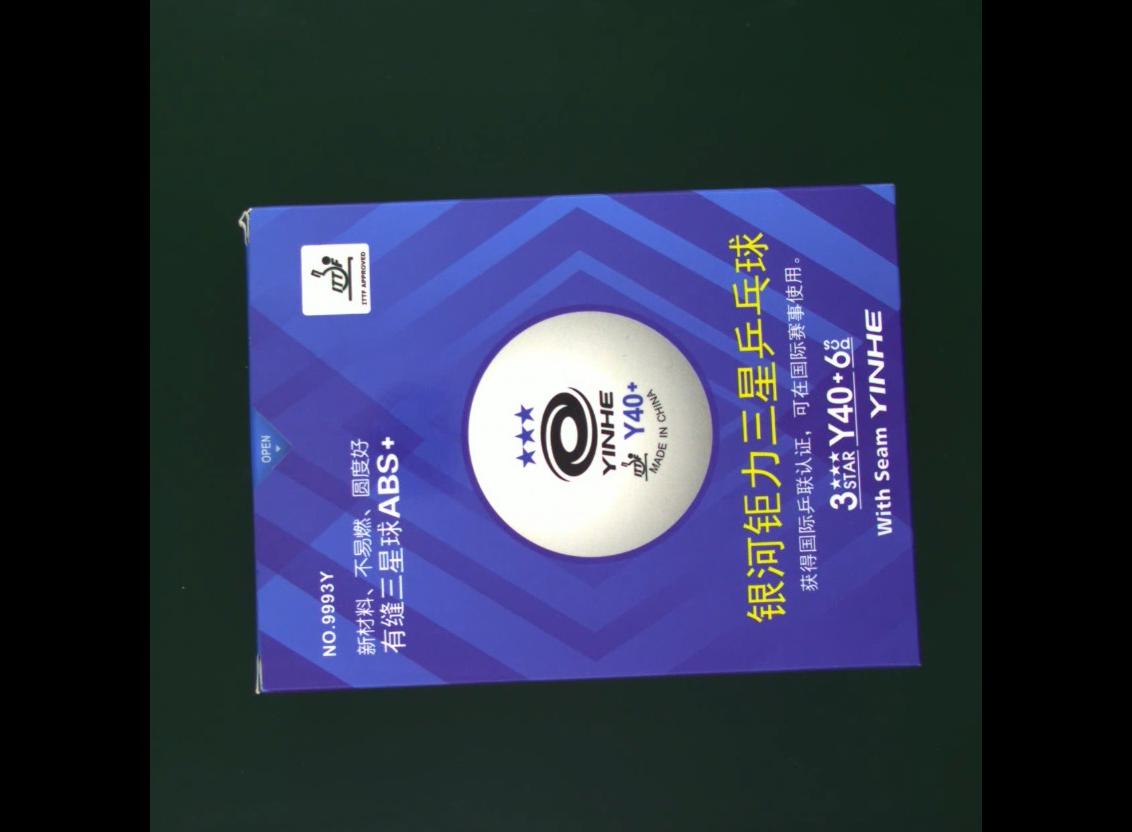 ITTF
ITTF APPROVED
OPEN
NO.9993Y
新材料、不易燃、圆度好
有缝三星球ABS+
YINHE
Y40+
MADE IN CHINA
银河钜力三星乒乓球
获得国际乒联认证，可在国际赛事使用。
3 STAR Y40+ 6 SÔ quả
With Seam YINHE